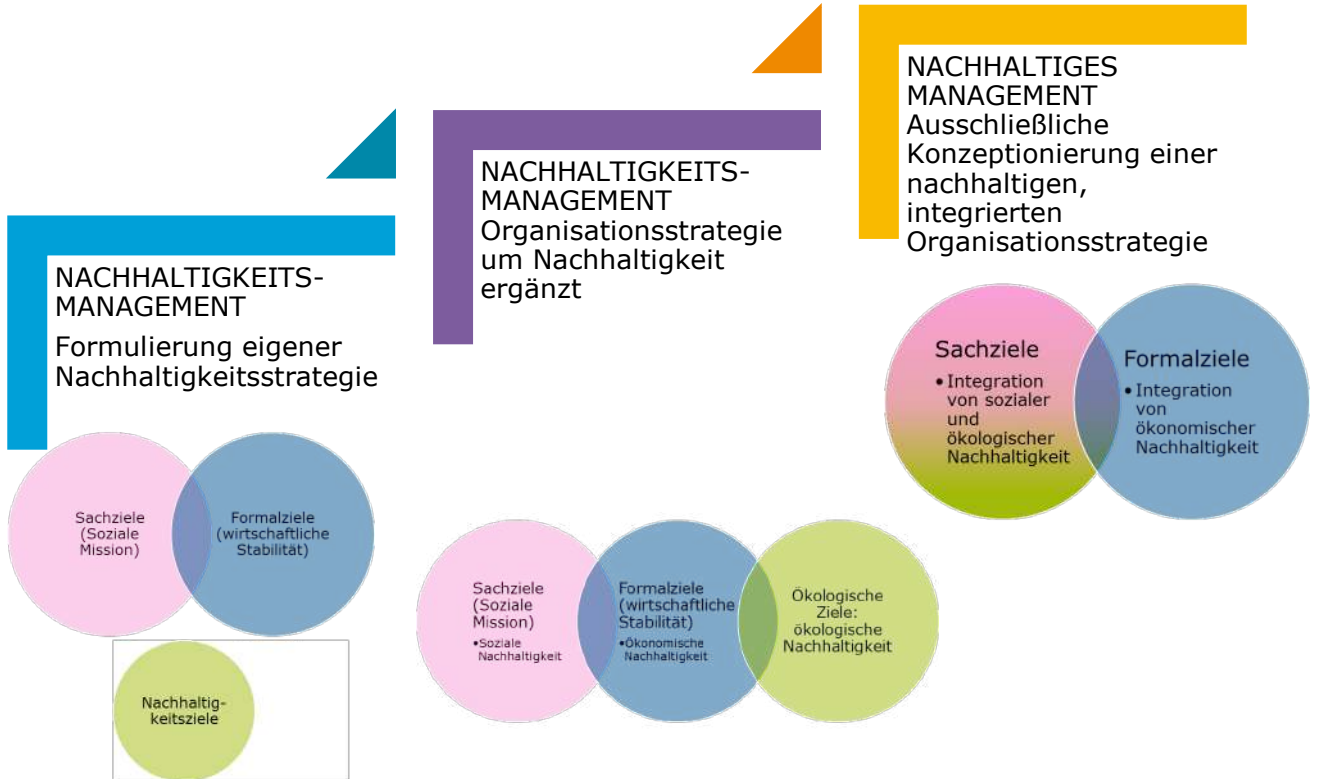 NACHHALTIGKEITS-
MANAGEMENT
Formulierung eigener
Nachhaltigkeitsstrategie
Sachziele
(Soziale
Mission)
Formalziele
(wirtschaftliche
Stabilität)
Nachhaltig-
keitsziele
NACHHALTIGKEITS-
MANAGEMENT
Organisationsstrategie
um Nachhaltigkeit
ergänzt
Sachziele
(Soziale
Mission)
•Soziale
Nachhaltigkeit
Formalziele
(wirtschaftliche
Stabilität)
•Ökonomische
Nachhaltigkeit
Ökologische
Ziele:
ökologische
Nachhaltigkeit
NACHHALTIGES
MANAGEMENT
Ausschließliche
Konzeptionierung einer
nachhaltigen,
integrierten
Organisationsstrategie
Sachziele
• Integration
von sozialer
und
ökologischer
Nachhaltigkeit
Formalziele
• Integration
von
ökonomischer
Nachhaltigkeit